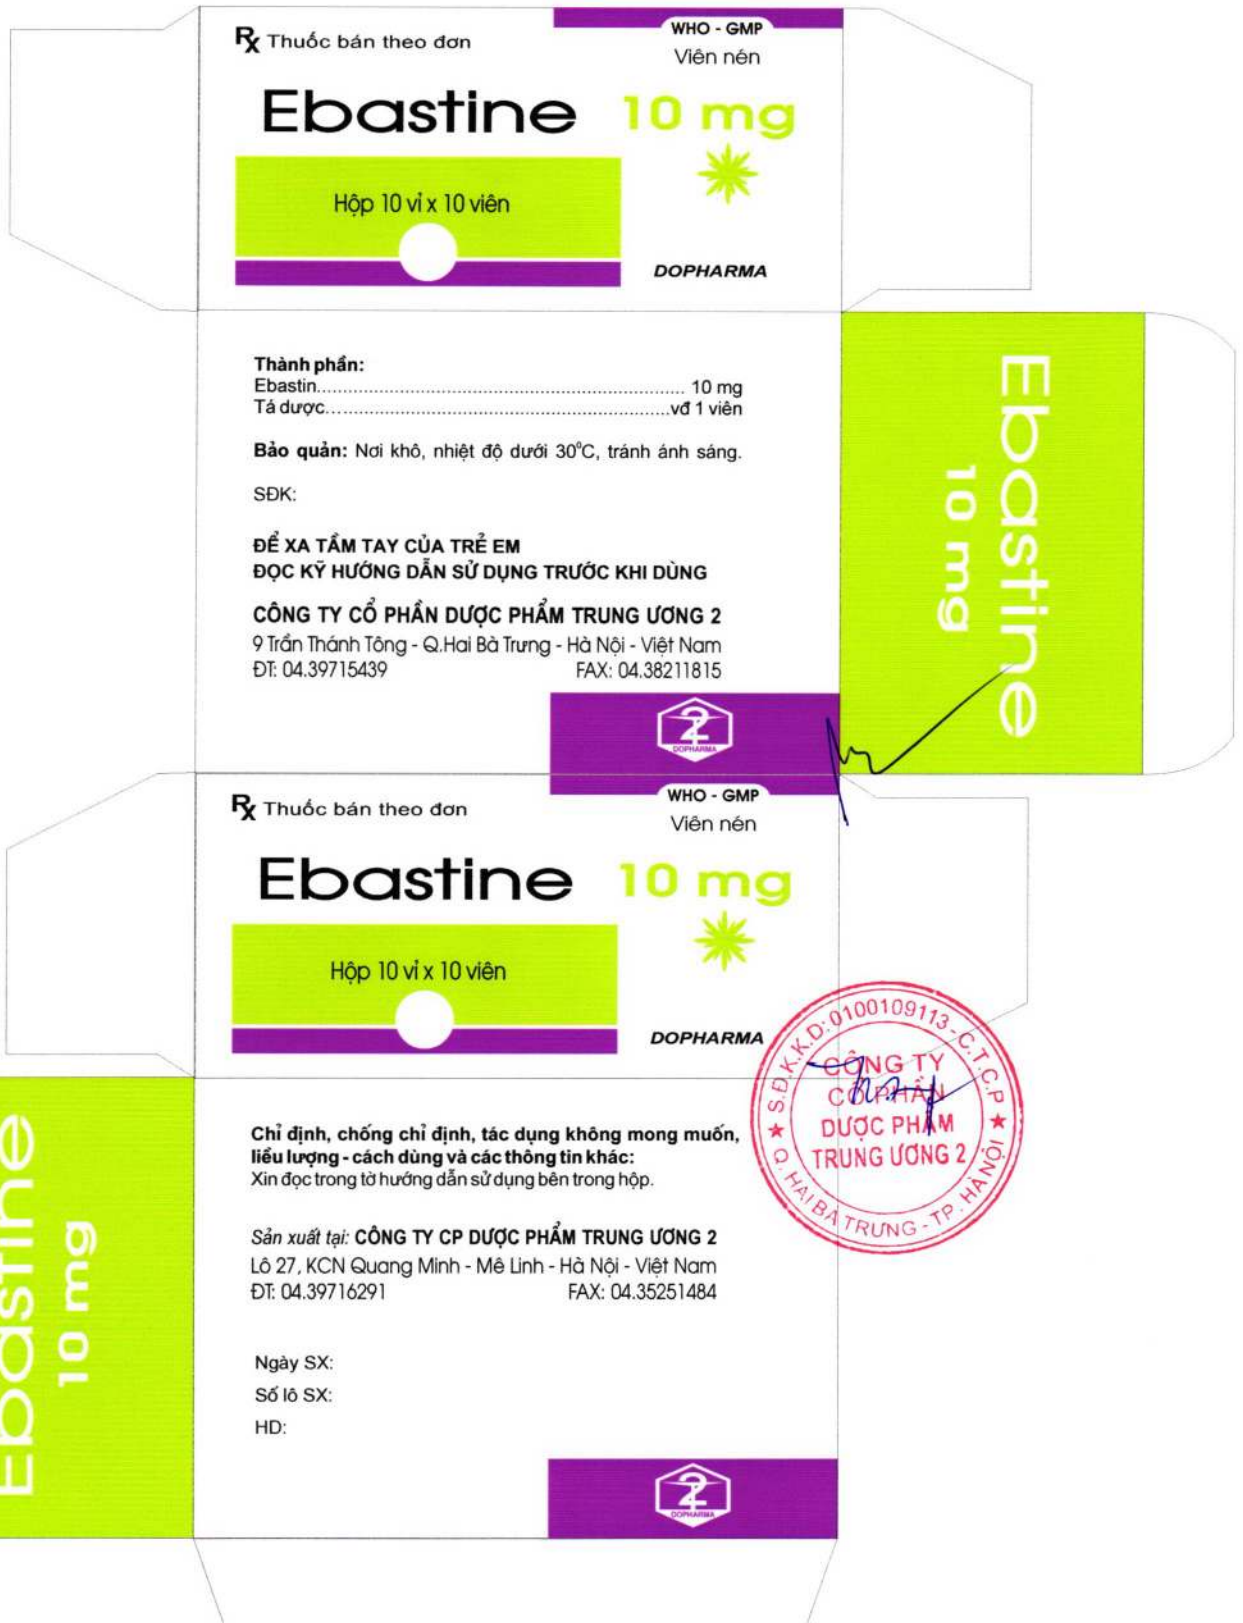 Rx Thuốc bán theo đơn
WHO - GMP
Viên nén
Ebastine 10 mg
Hộp 10 vỉ x 10 viên
DOPHARMA
Thành phần:
Ebastin........................................................................ 10 mg
Tá dược..................................................................vđ 1 viên
Bảo quản: Nơi khô, nhiệt độ dưới 30⁰C, tránh ánh sáng.
SĐK:
ĐỂ XA TẦM TAY CỦA TRẺ EM
ĐỌC KỸ HƯỚNG DẪN SỬ DỤNG TRƯỚC KHI DÙNG
CÔNG TY CỔ PHẦN DƯỢC PHẨM TRUNG ƯƠNG 2
9 Trần Thánh Tông - Q.Hai Bà Trưng - Hà Nội - Việt Nam
ĐT: 04.39715439 FAX: 04.38211815
2
DOPHARMA
Ebastine
10 mg
Rx Thuốc bán theo đơn
WHO - GMP
Viên nén
Ebastine 10 mg
Hộp 10 vỉ x 10 viên
DOPHARMA
S.Đ.K.K.D: 0100109113 - C.T.C.P
CÔNG TY
CỔ PHẦN
DƯỢC PHẨM
TRUNG ƯƠNG 2
Q. HAI BÀ TRƯNG - TP. HÀ NỘI
Chỉ định, chống chỉ định, tác dụng không mong muốn,
liều lượng - cách dùng và các thông tin khác:
Xin đọc trong tờ hướng dẫn sử dụng bên trong hộp.
Sản xuất tại: CÔNG TY CP DƯỢC PHẨM TRUNG ƯƠNG 2
Lô 27, KCN Quang Minh - Mê Linh - Hà Nội - Việt Nam
ĐT: 04.39716291 FAX: 04.35251484
Ngày SX:
Số lô SX:
HD:
2
DOPHARMA
Ebastine
10 mg